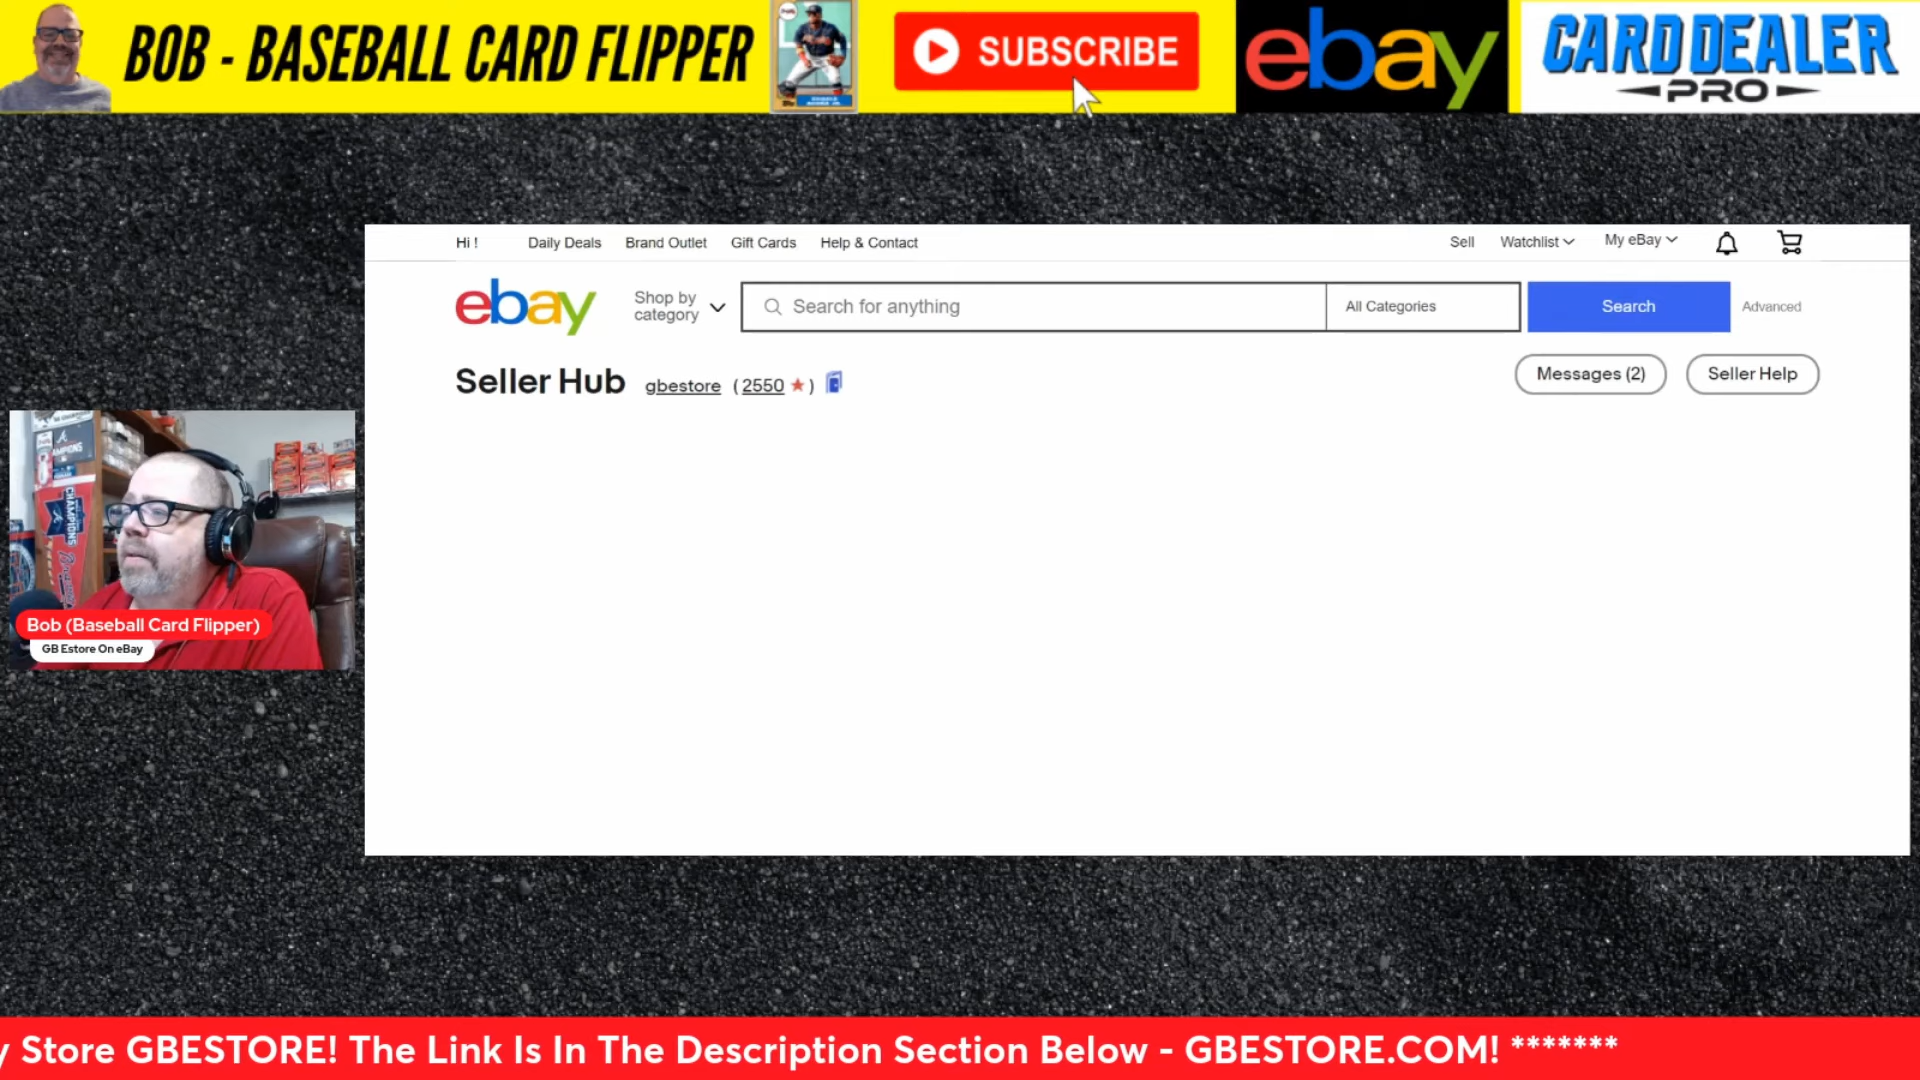 BOB - BASEBALL CARD FLIPPER
SUBSCRIBE
ebay
CARD DEALER
PRO
Hi !
Daily Deals
Brand Outlet
Gift Cards
Help & Contact
Sell
Watchlist
My eBay
ebay
Shop by
category
Search for anything
All Categories
Search
Advanced
Seller Hub
gbestore
( 2550 )
Messages (2)
Seller Help
CHAMPIONS
Bob (Baseball Card Flipper)
GB Estore On eBay
y Store GBESTORE! The Link Is In The Description Section Below - GBESTORE.COM! *******